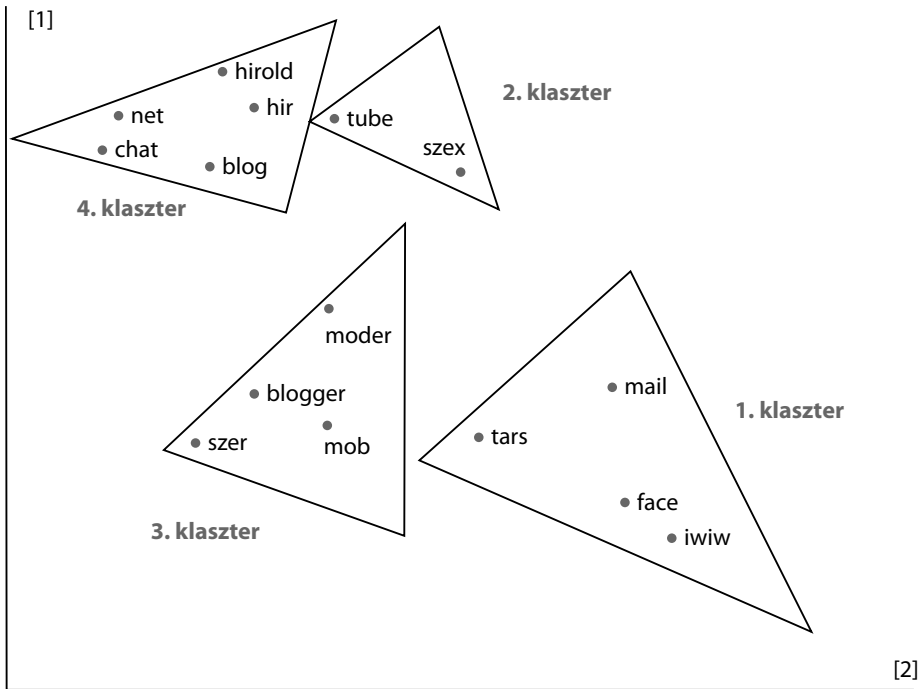 [1]
hirold
hir
net
chat
blog
4. klaszter
2. klaszter
tube
szex
moder
blogger
szer
mob
3. klaszter
mail
1. klaszter
tars
face
iwiw
[2]